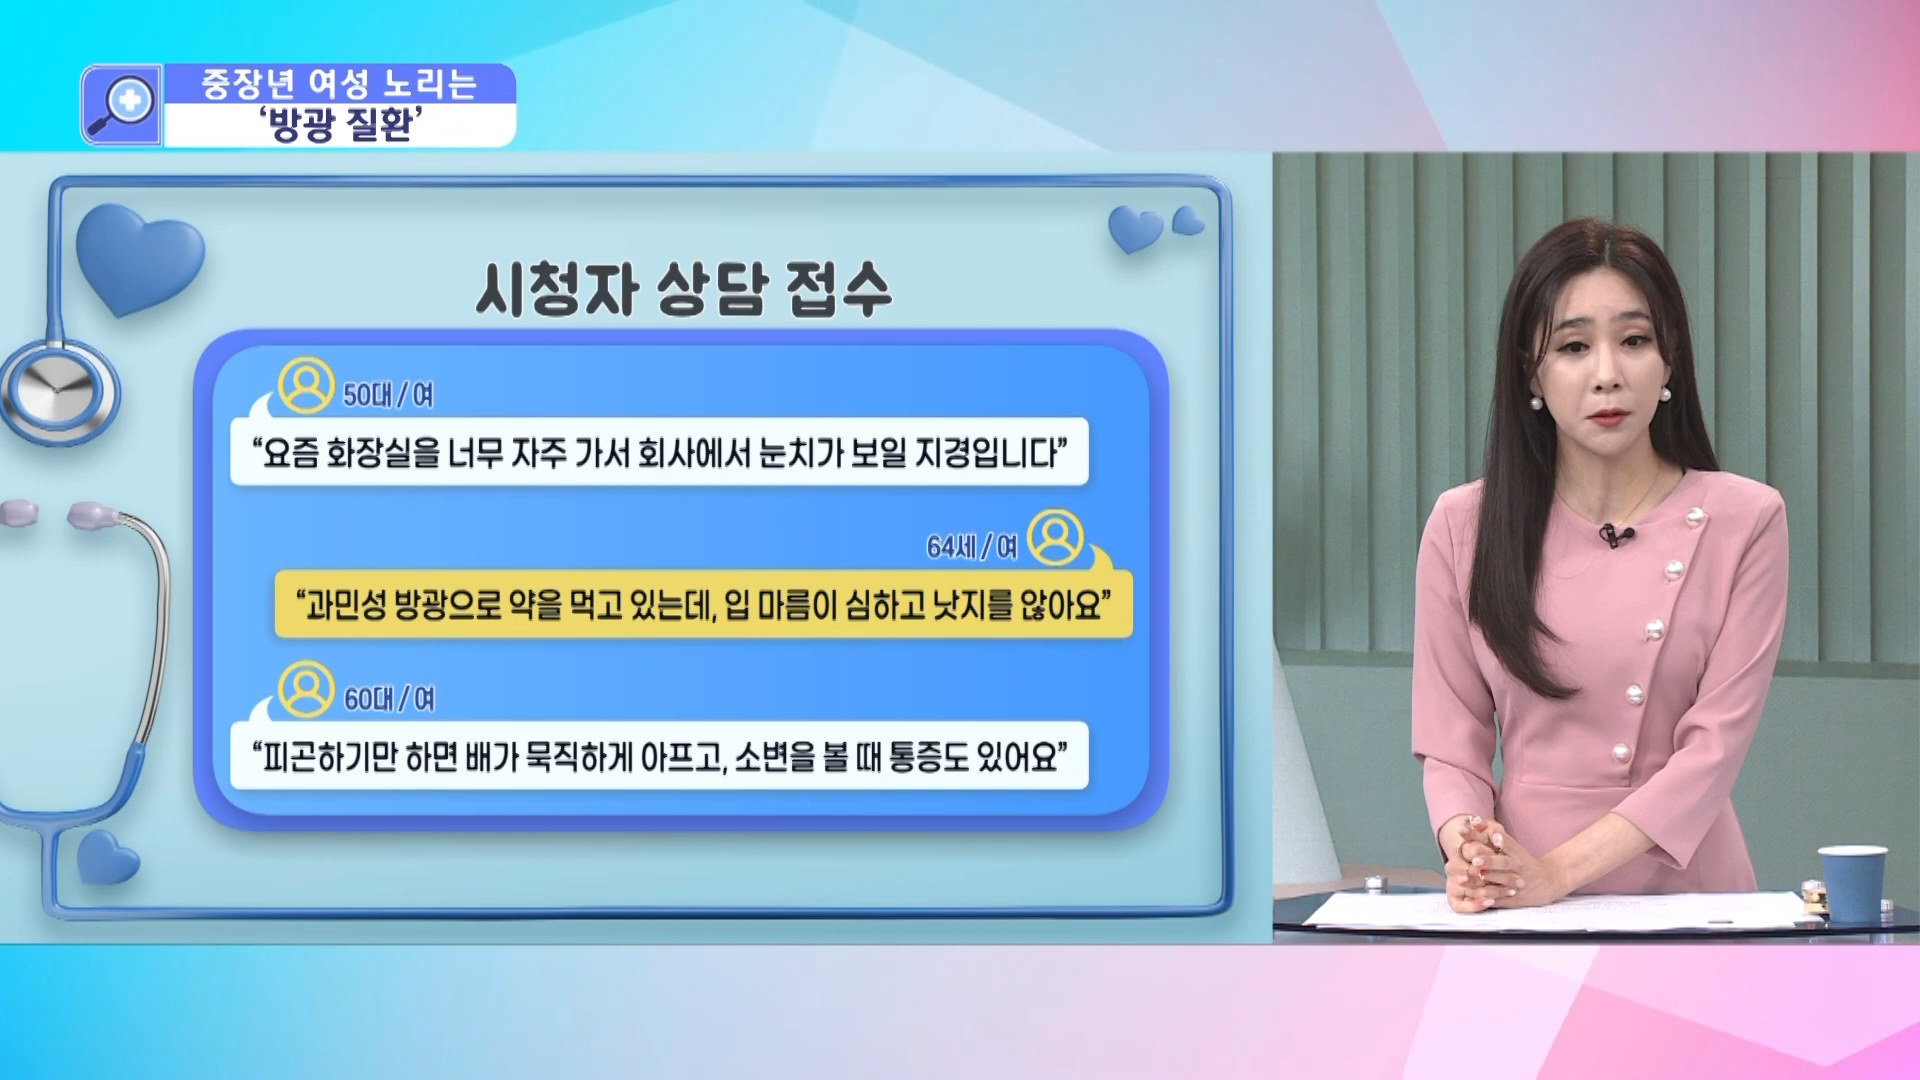 중장년 여성 노리는
‘방광 질환’
시청자 상담 접수
50대 / 여
“요즘 화장실을 너무 자주 가서 회사에서 눈치가 보일 지경입니다”
64세 / 여
“과민성 방광으로 약을 먹고 있는데, 입 마름이 심하고 낫지를 않아요”
60대 / 여
“피곤하기만 하면 배가 묵직하게 아프고, 소변을 볼 때 통증도 있어요”